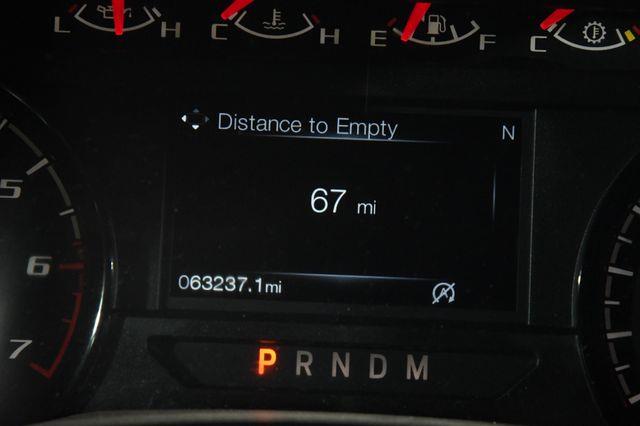 L H C H E F C
Distance to Empty N
5
67 mi
6
063237.1mi
7
P R N D M